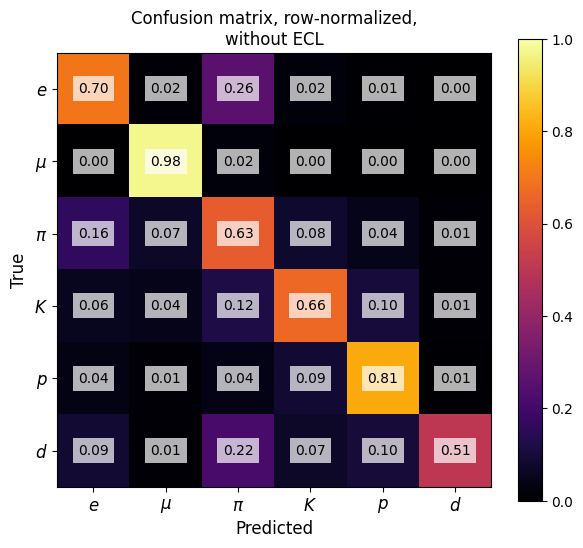 Confusion matrix, row-normalized,
without ECL
1.0
e 0.70 0.02 0.26 0.02 0.01 0.00
0.8
μ 0.00 0.98 0.02 0.00 0.00 0.00
π 0.16 0.07 0.63 0.08 0.04 0.01
0.6
True
K 0.06 0.04 0.12 0.66 0.10 0.01
0.4
p 0.04 0.01 0.04 0.09 0.81 0.01
0.2
d 0.09 0.01 0.22 0.07 0.10 0.51
0.0
e μ π K p d
Predicted